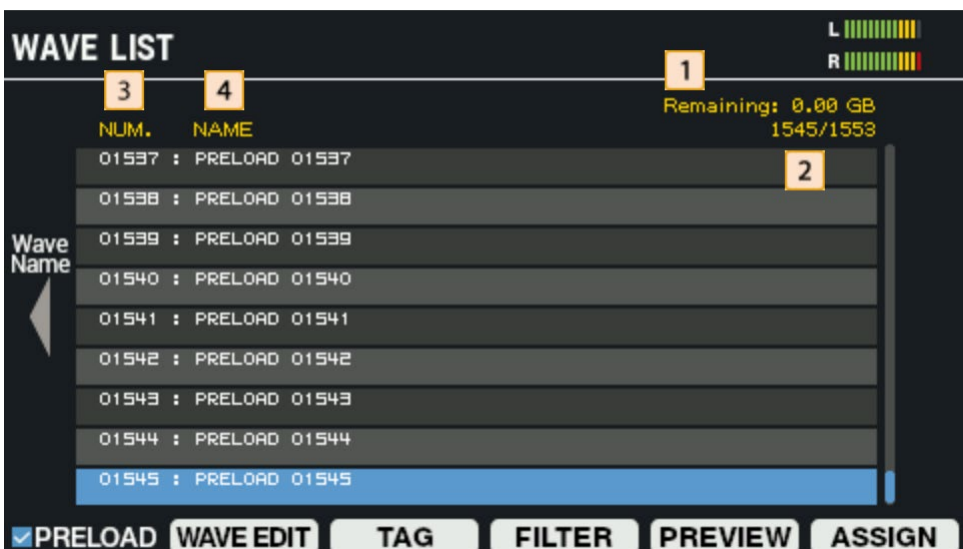 WAVE LIST
L
R
1
3
4
Remaining: 0.00 GB
NUM. NAME
1545/1553
2
01537 : PRELOAD 01537
01538 : PRELOAD 01538
01539 : PRELOAD 01539
Wave
Name
01540 : PRELOAD 01540
01541 : PRELOAD 01541
01542 : PRELOAD 01542
01543 : PRELOAD 01543
01544 : PRELOAD 01544
01545 : PRELOAD 01545
PRELOAD WAVE EDIT TAG FILTER PREVIEW ASSIGN